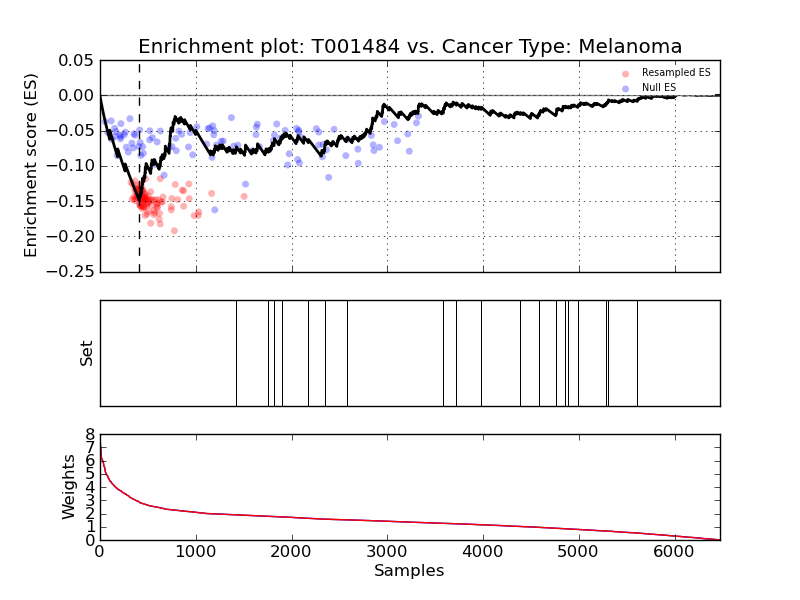 Enrichment plot: T001484 vs. Cancer Type: Melanoma
Enrichment score (ES)
0.05
0.00
−0.05
−0.10
−0.15
−0.20
−0.25
Resampled ES
Null ES
Set
Weights
8
7
6
5
4
3
2
1
0
0 1000 2000 3000 4000 5000 6000
Samples